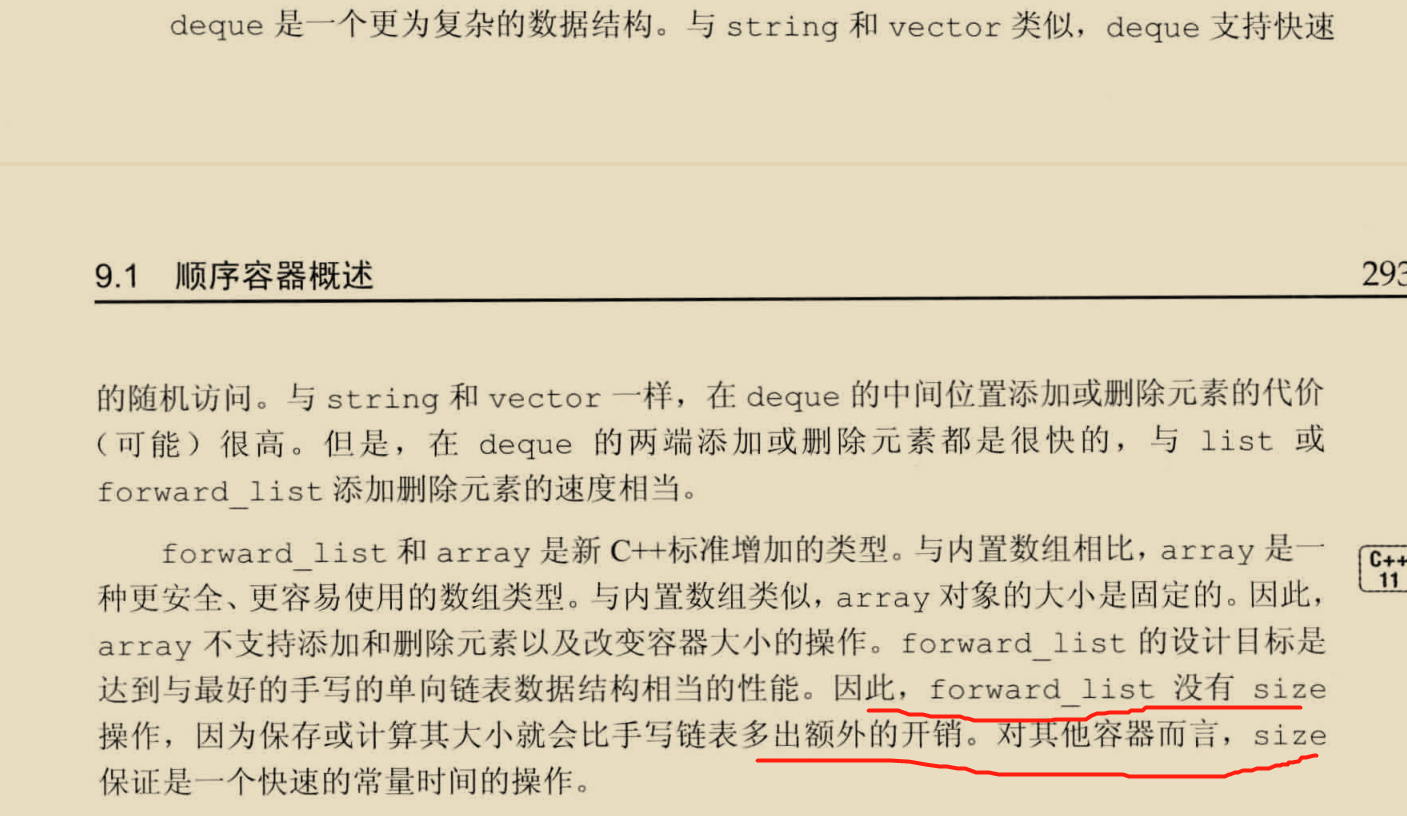 deque 是一个更为复杂的数据结构。与 string 和 vector 类似，deque 支持快速
9.1 顺序容器概述 293
的随机访问。与 string 和 vector 一样，在 deque 的中间位置添加或删除元素的代价
（可能）很高。但是，在 deque 的两端添加或删除元素都是很快的，与 list 或
forward_list 添加删除元素的速度相当。
forward_list 和 array 是新 C++标准增加的类型。与内置数组相比，array 是一
C++
种更安全、更容易使用的数组类型。与内置数组类似，array 对象的大小是固定的。因此，
11
array 不支持添加和删除元素以及改变容器大小的操作。forward_list 的设计目标是
达到与最好的手写的单向链表数据结构相当的性能。因此，forward_list 没有 size
操作，因为保存或计算其大小就会比手写链表多出额外的开销。对其他容器而言，size
保证是一个快速的常量时间的操作。